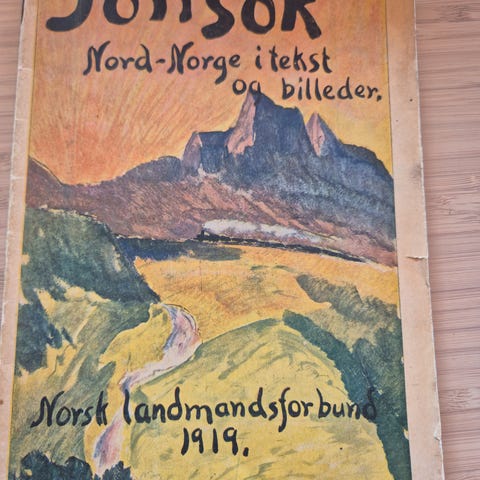 Jonsok
Nord-Norge i tekst
og billeder.
Norsk landmandsforbund
1919.